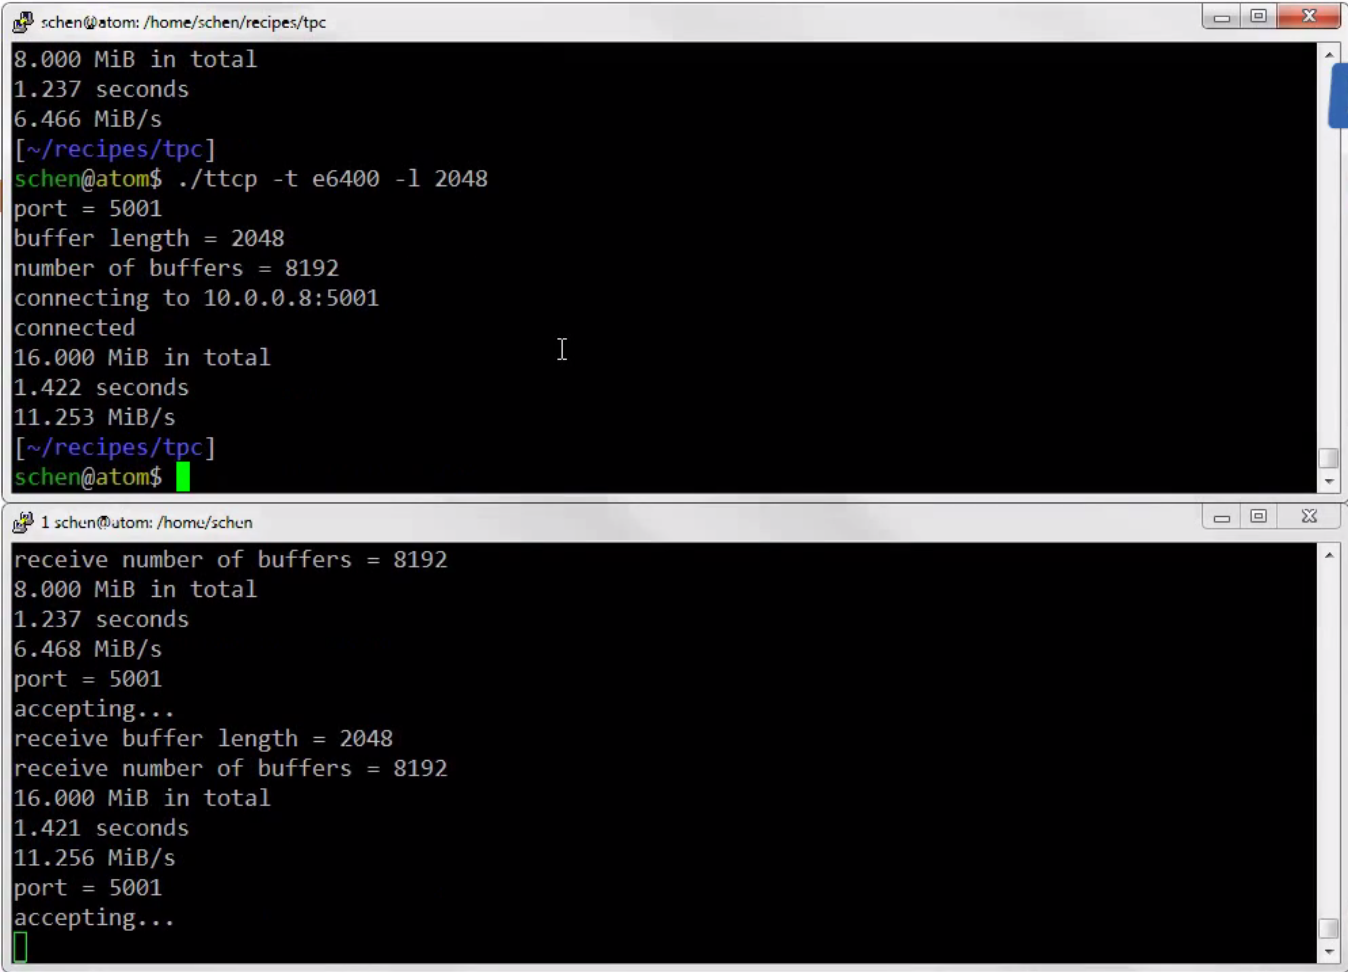 schen@atom: /home/schen/recipes/tpc
8.000 MiB in total
1.237 seconds
6.466 MiB/s
[~/recipes/tpc]
schen@atom$ ./ttcp -t e6400 -l 2048
port = 5001
buffer length = 2048
number of buffers = 8192
connecting to 10.0.0.8:5001
connected
16.000 MiB in total
1.422 seconds
11.253 MiB/s
[~/recipes/tpc]
schen@atom$
1 schen@atom: /home/schen
receive number of buffers = 8192
8.000 MiB in total
1.237 seconds
6.468 MiB/s
port = 5001
accepting...
receive buffer length = 2048
receive number of buffers = 8192
16.000 MiB in total
1.421 seconds
11.256 MiB/s
port = 5001
accepting...